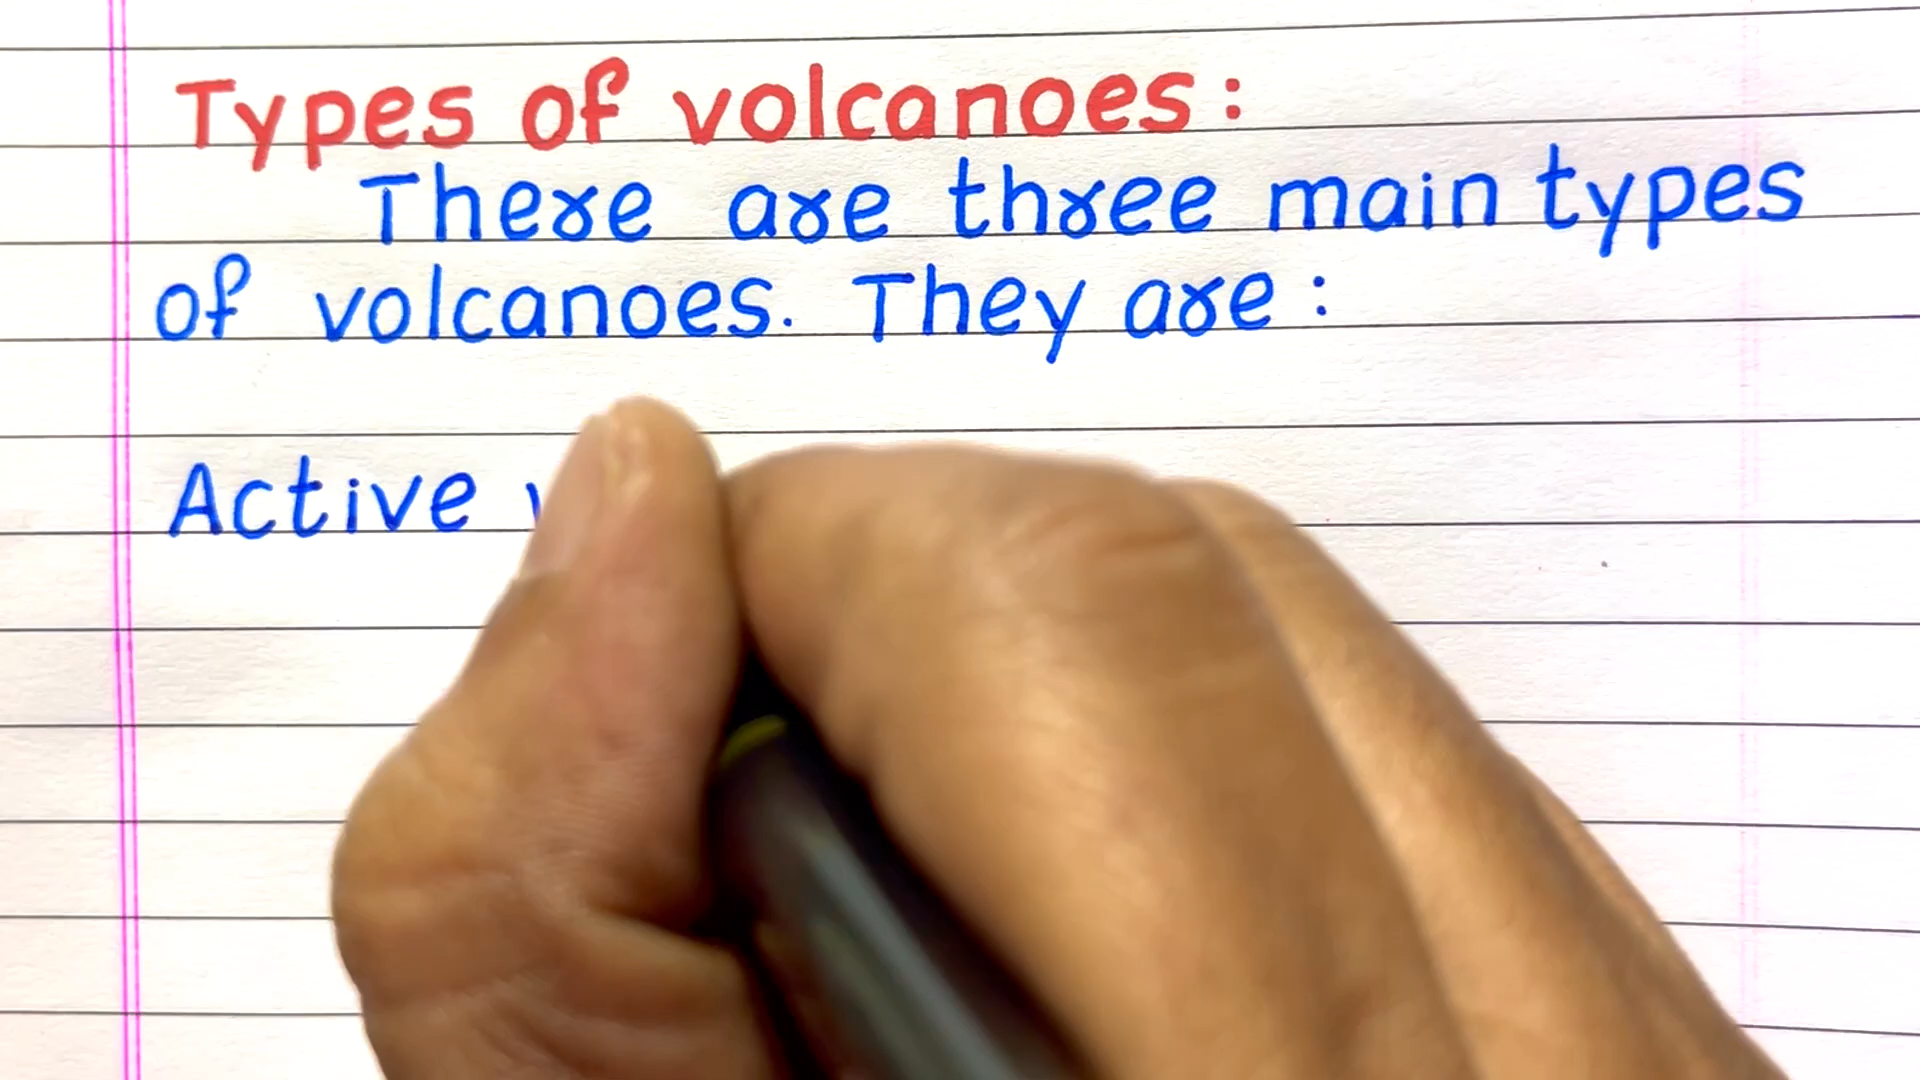 Types of volcanoes:
There are three main types
of volcanoes. They are:
Active